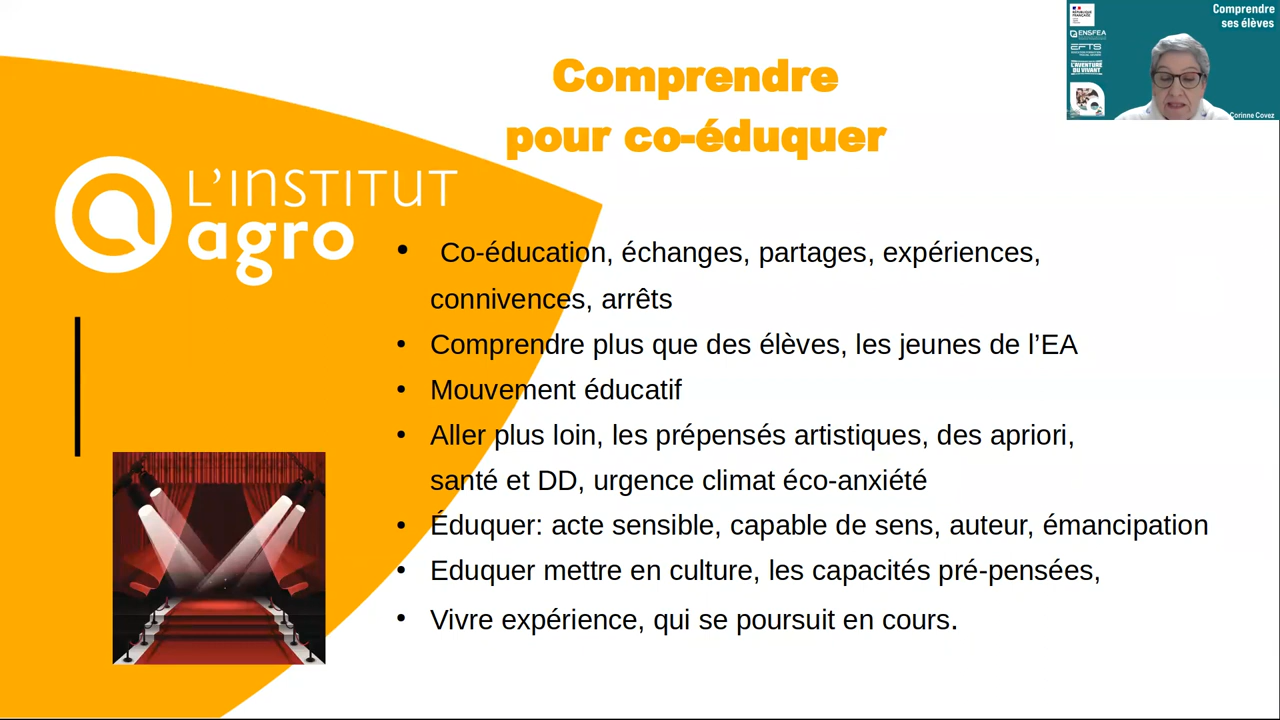 Comprendre
ses élèves
RÉPUBLIQUE
FRANÇAISE
ENSFEA
EFTS
L'AVENTURE
DU VIVANT
Corinne Covez
Comprendre
pour co-éduquer
L'INSTITUT
agro
• Co-éducation, échanges, partages, expériences,
connivences, arrêts
• Comprendre plus que des élèves, les jeunes de l’EA
• Mouvement éducatif
• Aller plus loin, les prépensés artistiques, des apriori,
santé et DD, urgence climat éco-anxiété
• Éduquer: acte sensible, capable de sens, auteur, émancipation
• Eduquer mettre en culture, les capacités pré-pensées,
• Vivre expérience, qui se poursuit en cours.